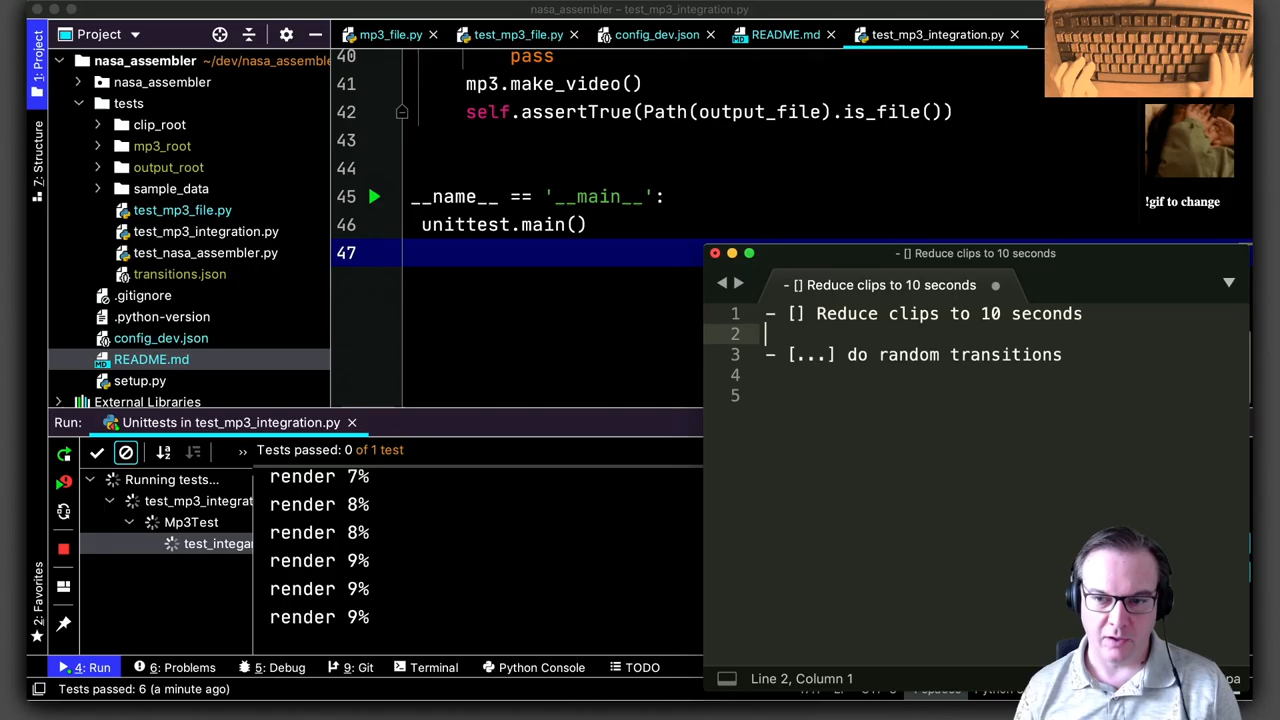 nasa_assembler – test_mp3_integration.py
Project
mp3_file.py
test_mp3_file.py
config_dev.json
README.md
test_mp3_integration.py
1: Project
7: Structure
2: Favorites
nasa_assembler ~/dev/nasa_assemble
nasa_assembler
tests
clip_root
mp3_root
output_root
sample_data
test_mp3_file.py
test_mp3_integration.py
test_nasa_assembler.py
transitions.json
.gitignore
.python-version
config_dev.json
README.md
setup.py
External Libraries
40 pass
41 mp3.make_video()
42 self.assertTrue(Path(output_file).is_file())
43
44
45 __name__ == '__main__':
46 unittest.main()
47
!gif to change
- [] Reduce clips to 10 seconds
- [] Reduce clips to 10 seconds
1 - [] Reduce clips to 10 seconds
2
3 - [...] do random transitions
4
5
Line 2, Column 1
Run: Unittests in test_mp3_integration.py
Tests passed: 0 of 1 test
Running tests...
test_mp3_integrat
Mp3Test
test_integar
render 7%
render 8%
render 8%
render 9%
render 9%
render 9%
4: Run
6: Problems
5: Debug
9: Git
Terminal
Python Console
TODO
Tests passed: 6 (a minute ago)